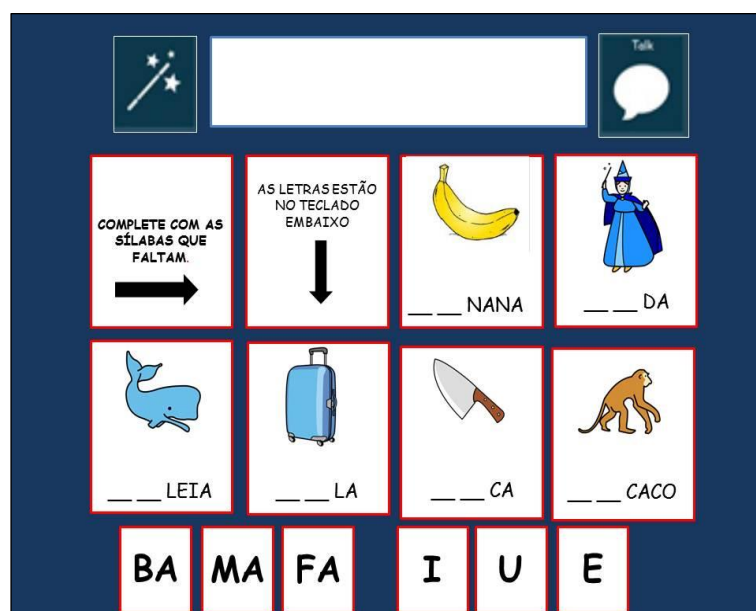 Talk
COMPLETE COM AS
SÍLABAS QUE
FALTAM.
AS LETRAS ESTÃO
NO TECLADO
EMBAIXO
__ __ NANA
__ __ DA
__ __ LEIA
__ __ LA
__ __ CA
__ __ CACO
BA MA FA I U E